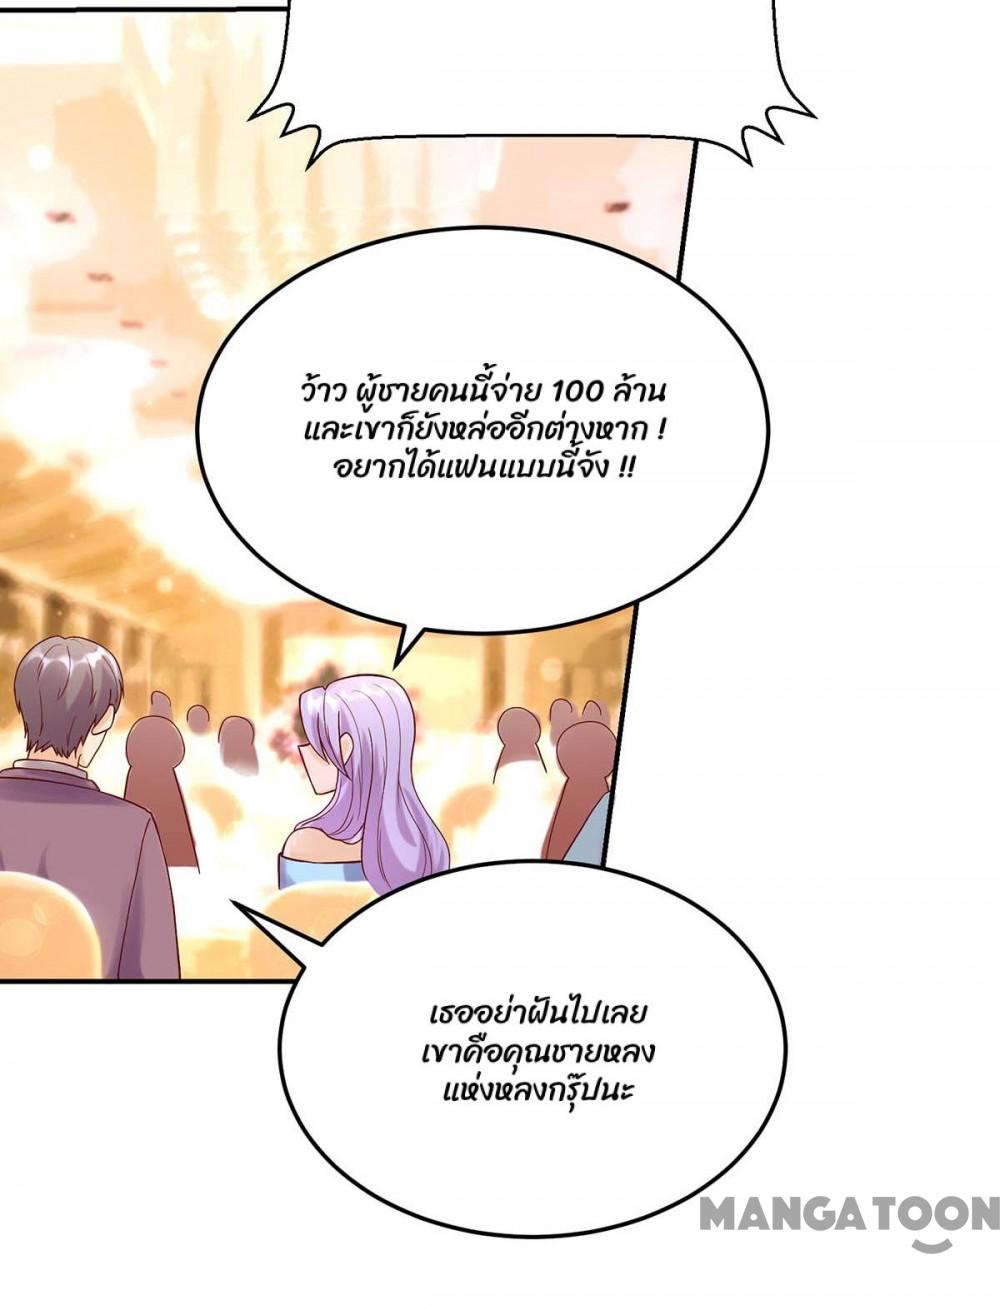 ว้าว ผู้ชายคนนี้จ่าย 100 ล้าน
และเขาก็ยังหล่ออีกต่างหาก !
อยากได้แฟนแบบนี้จัง !!
เธออย่าฝันไปเลย
เขาคือคุณชายหลง
แห่งหลงกรุ๊ปนะ
MANGATOON